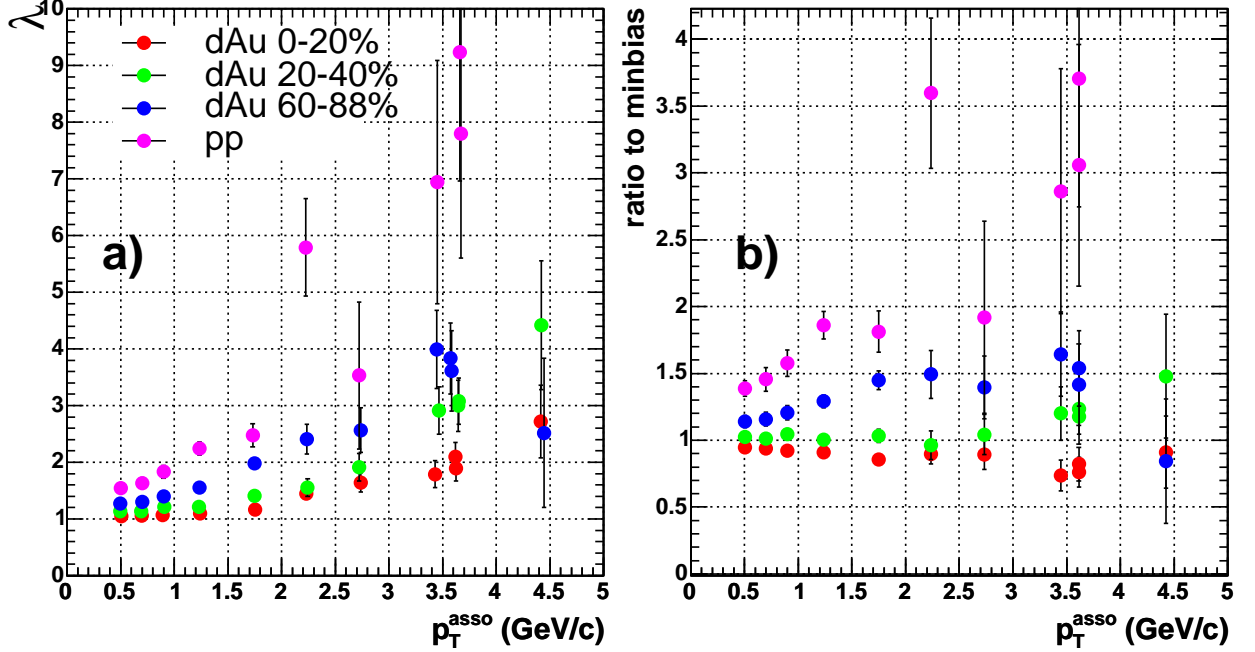 λ
10
9
8
7
6
5
4
3
2
1
0
dAu 0-20%
dAu 20-40%
dAu 60-88%
pp
a)
0 0.5 1 1.5 2 2.5 3 3.5 4 4.5 5
p_T^asso (GeV/c)
ratio to minbias
4
3.5
3
2.5
2
1.5
1
0.5
0
b)
0 0.5 1 1.5 2 2.5 3 3.5 4 4.5 5
p_T^asso (GeV/c)